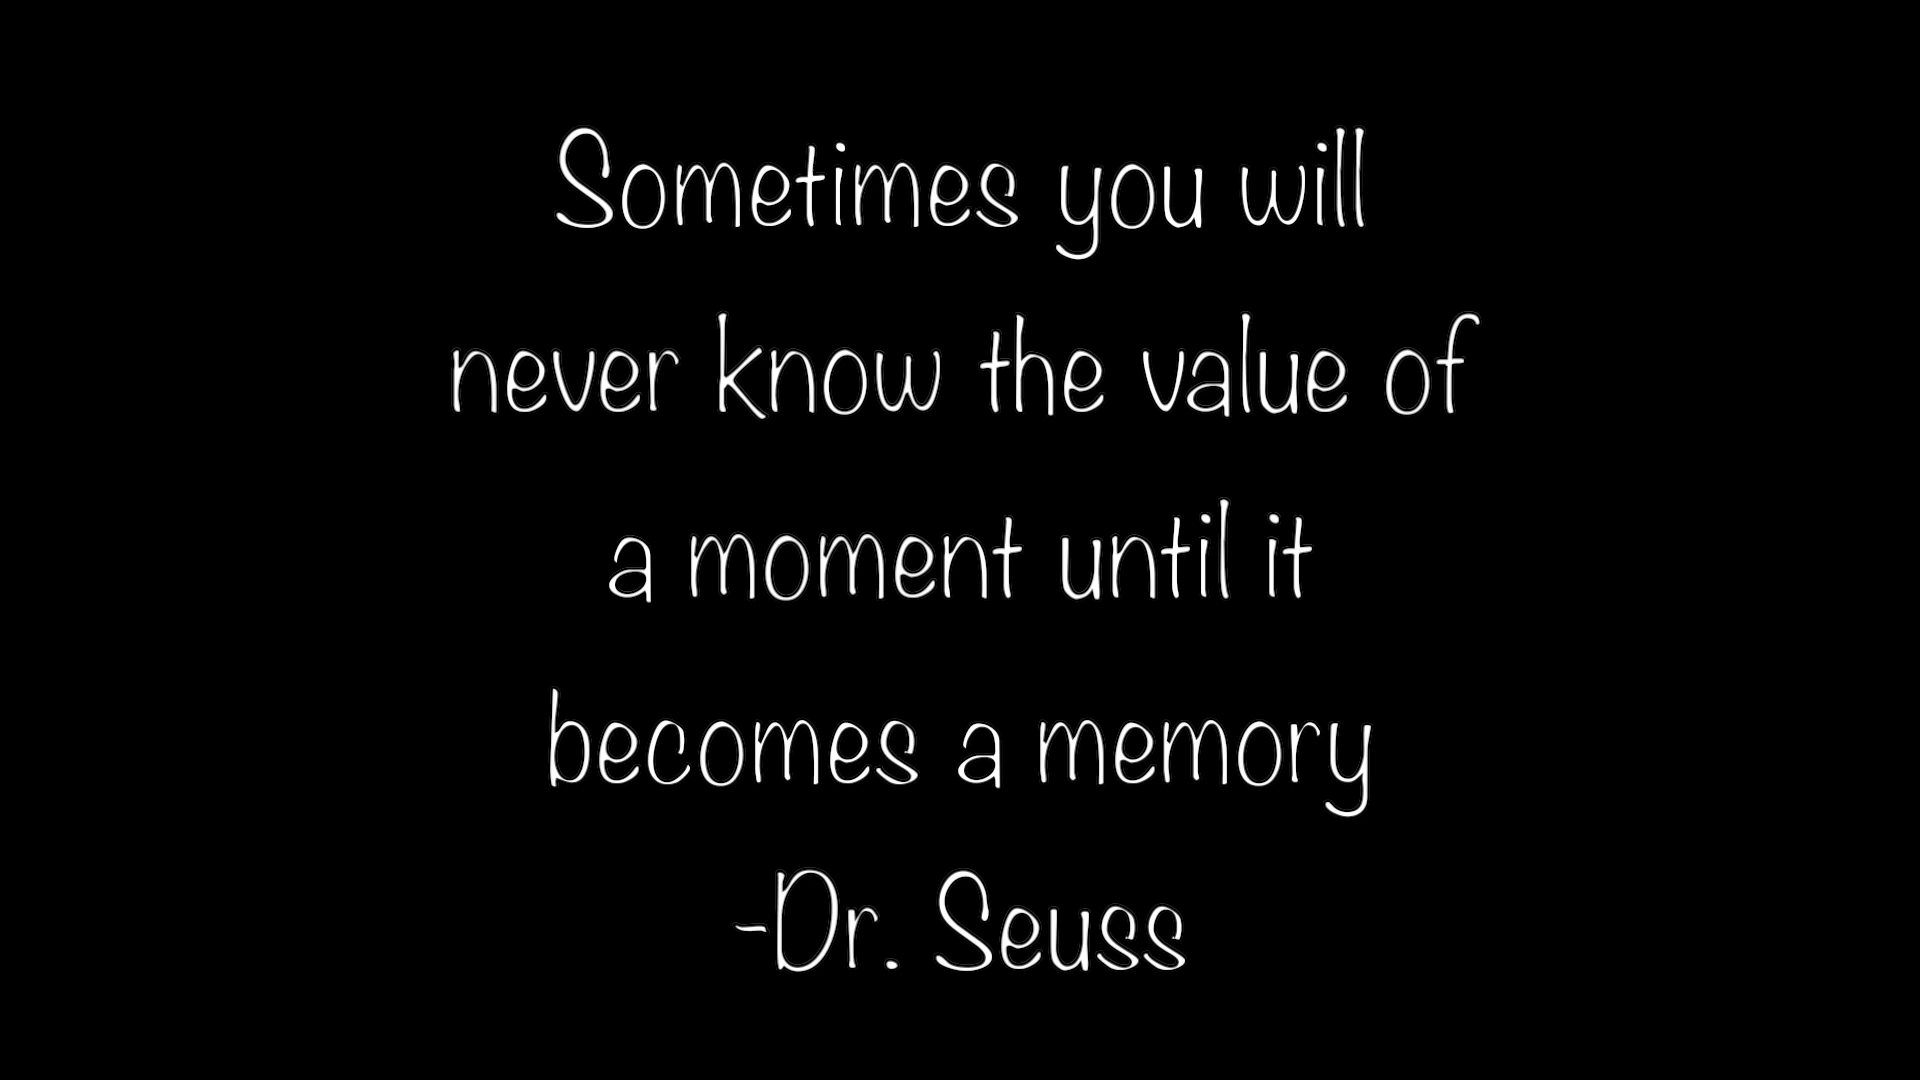 Sometimes you will
never know the value of
a moment until it
becomes a memory
-Dr. Seuss